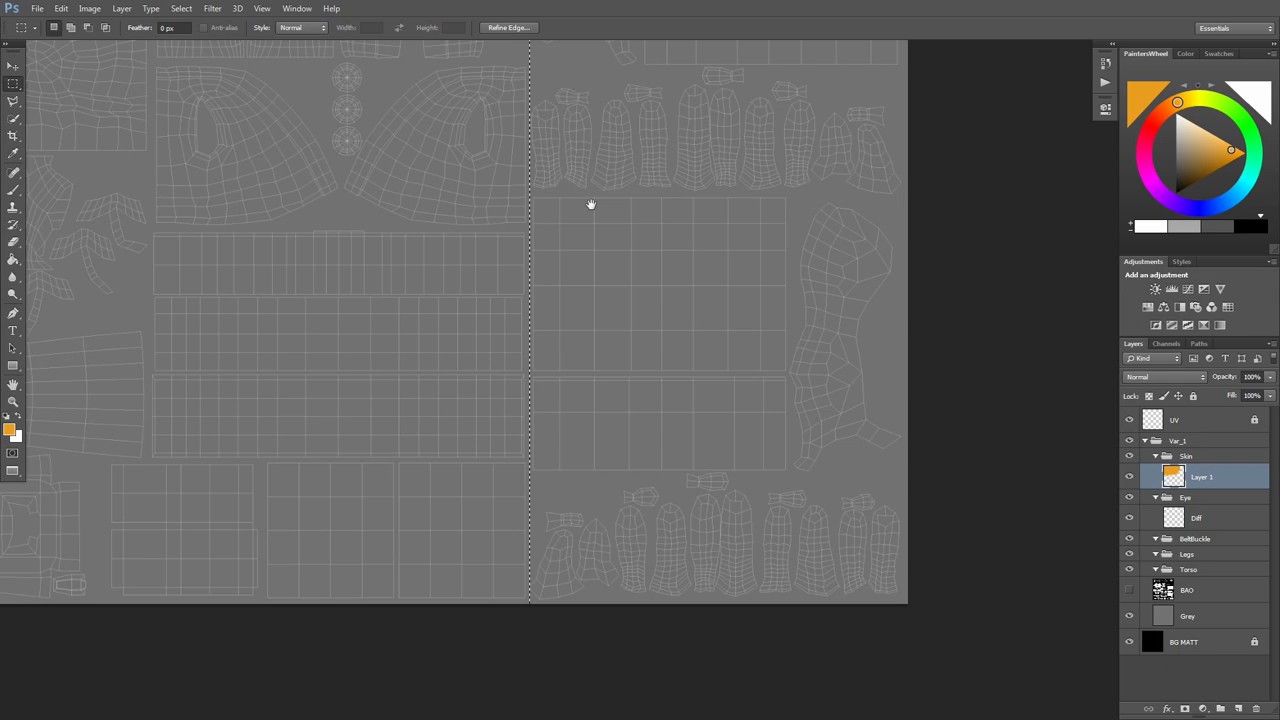 Ps File Edit Image Layer Type Select Filter 3D View Window Help
Feather: 0 px Anti-alias Style: Normal Width: Height: Refine Edge... Essentials
PaintersWheel Color Swatches
Adjustments Styles
Add an adjustment
Layers Channels Paths
Kind
Normal Opacity: 100%
Lock: Fill: 100%
UV
Var_1
Skin
Layer 1
Eye
Diff
BeltBuckle
Legs
Torso
BAO
Grey
BG MATT